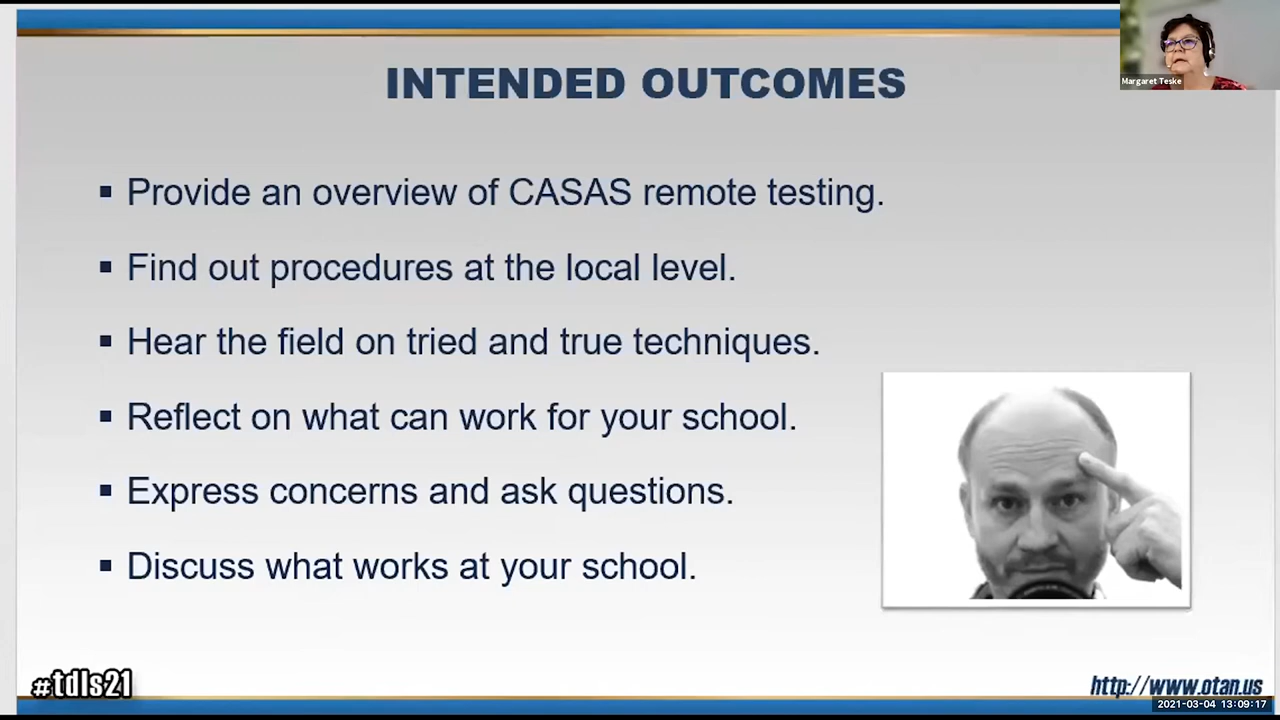 INTENDED OUTCOMES
Margaret Teske
▪ Provide an overview of CASAS remote testing.
▪ Find out procedures at the local level.
▪ Hear the field on tried and true techniques.
▪ Reflect on what can work for your school.
▪ Express concerns and ask questions.
▪ Discuss what works at your school.
#tdls21
http://www.otan.us
2021-03-04 13:09:17